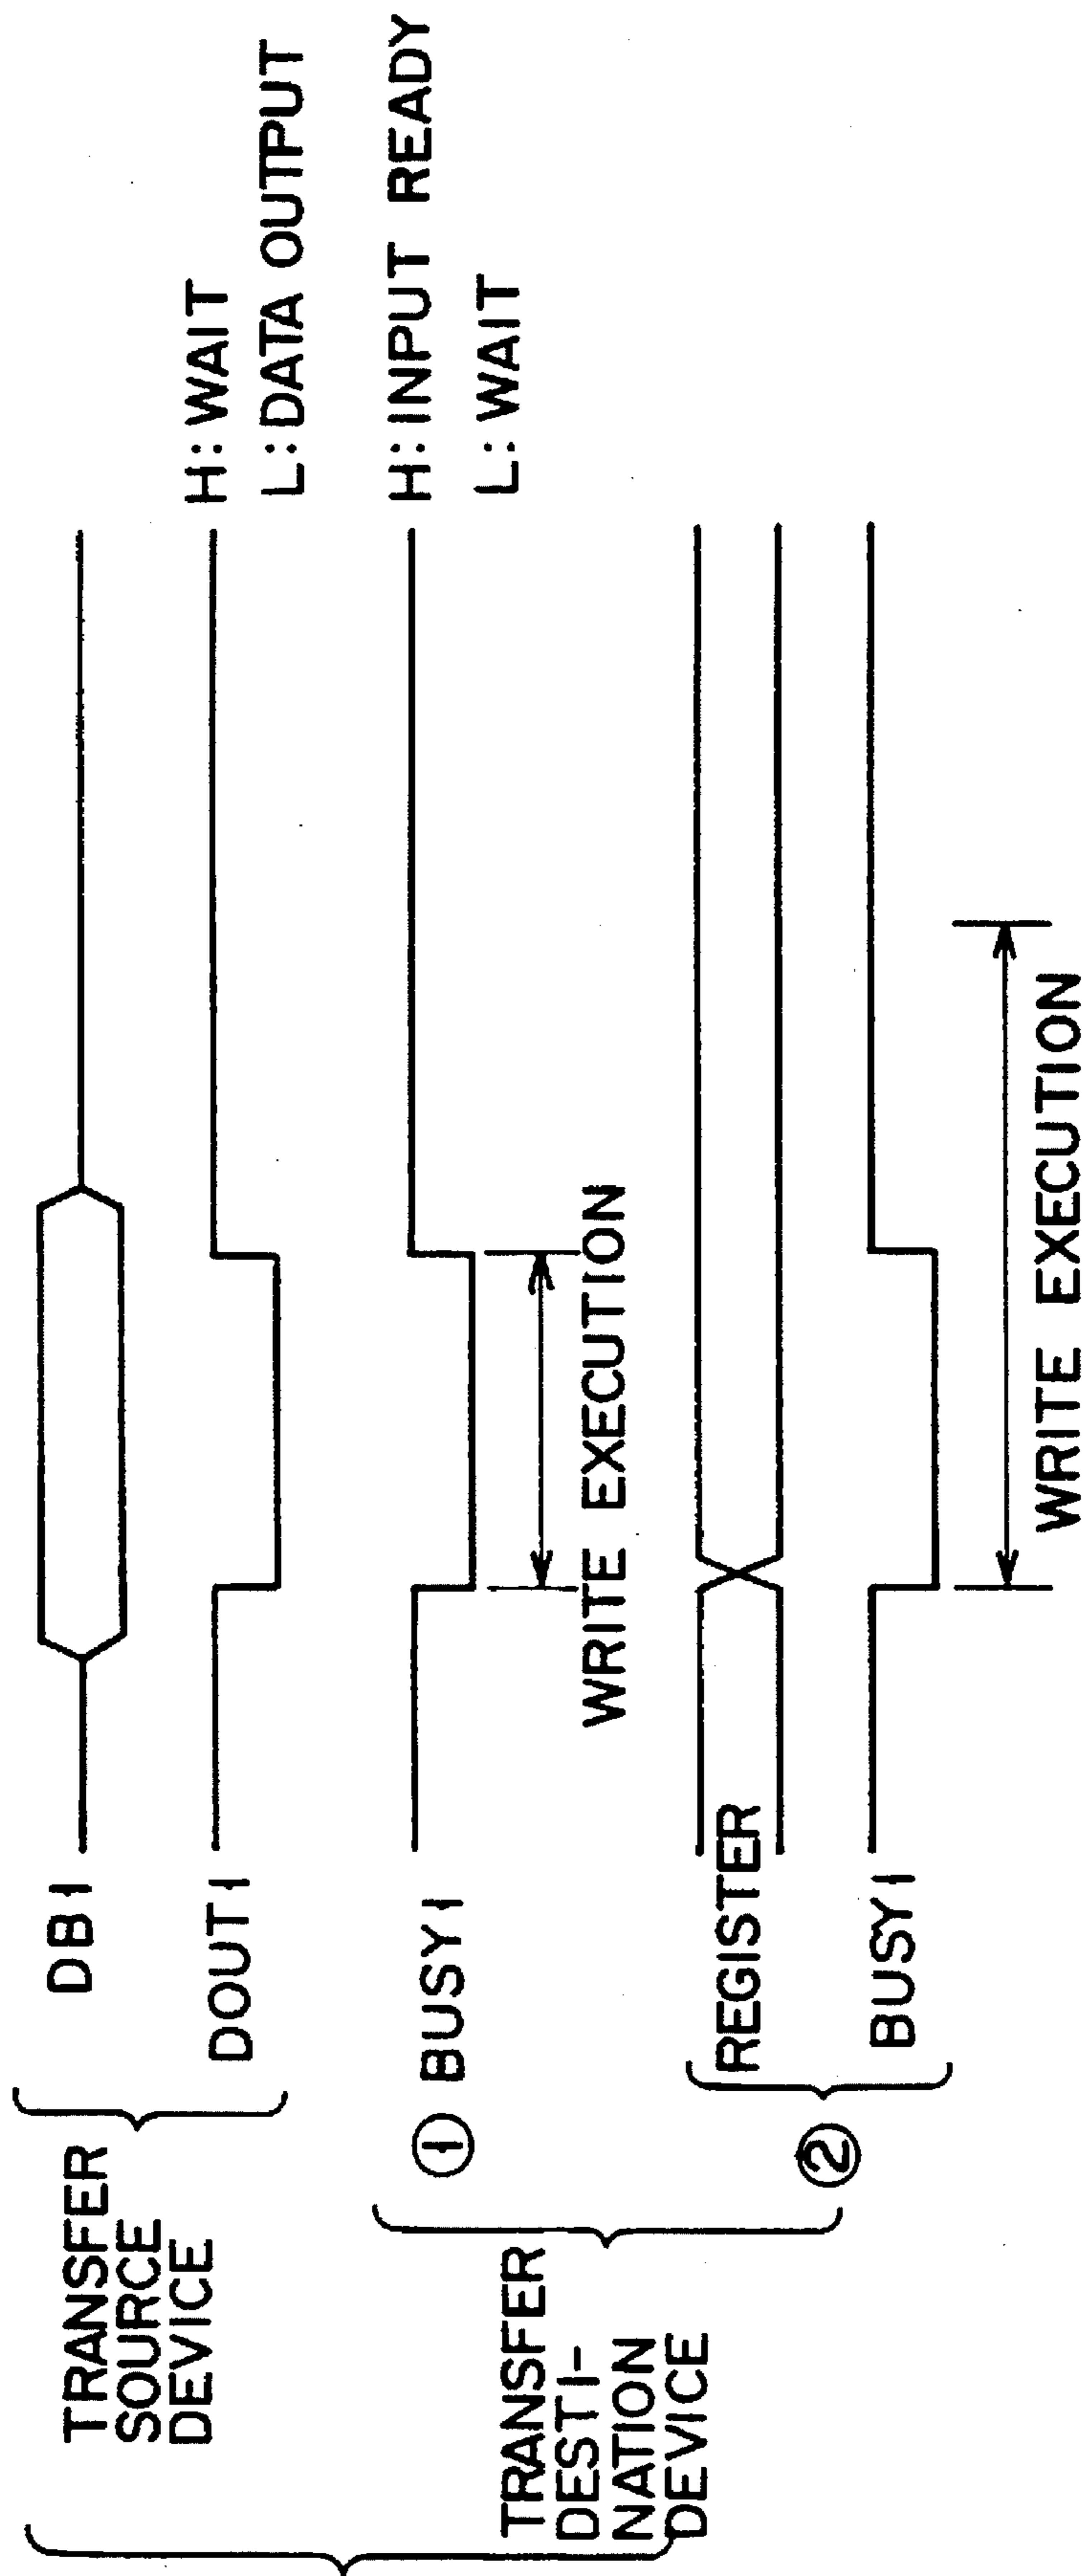 TRANSFER
SOURCE
DEVICE
DB1
DOUT1
H: WAIT
L: DATA OUTPUT
TRANSFER
DESTI-
NATION
DEVICE
① BUSY1
H: INPUT READY
L: WAIT
WRITE EXECUTION
②
REGISTER
BUSY1
WRITE EXECUTION